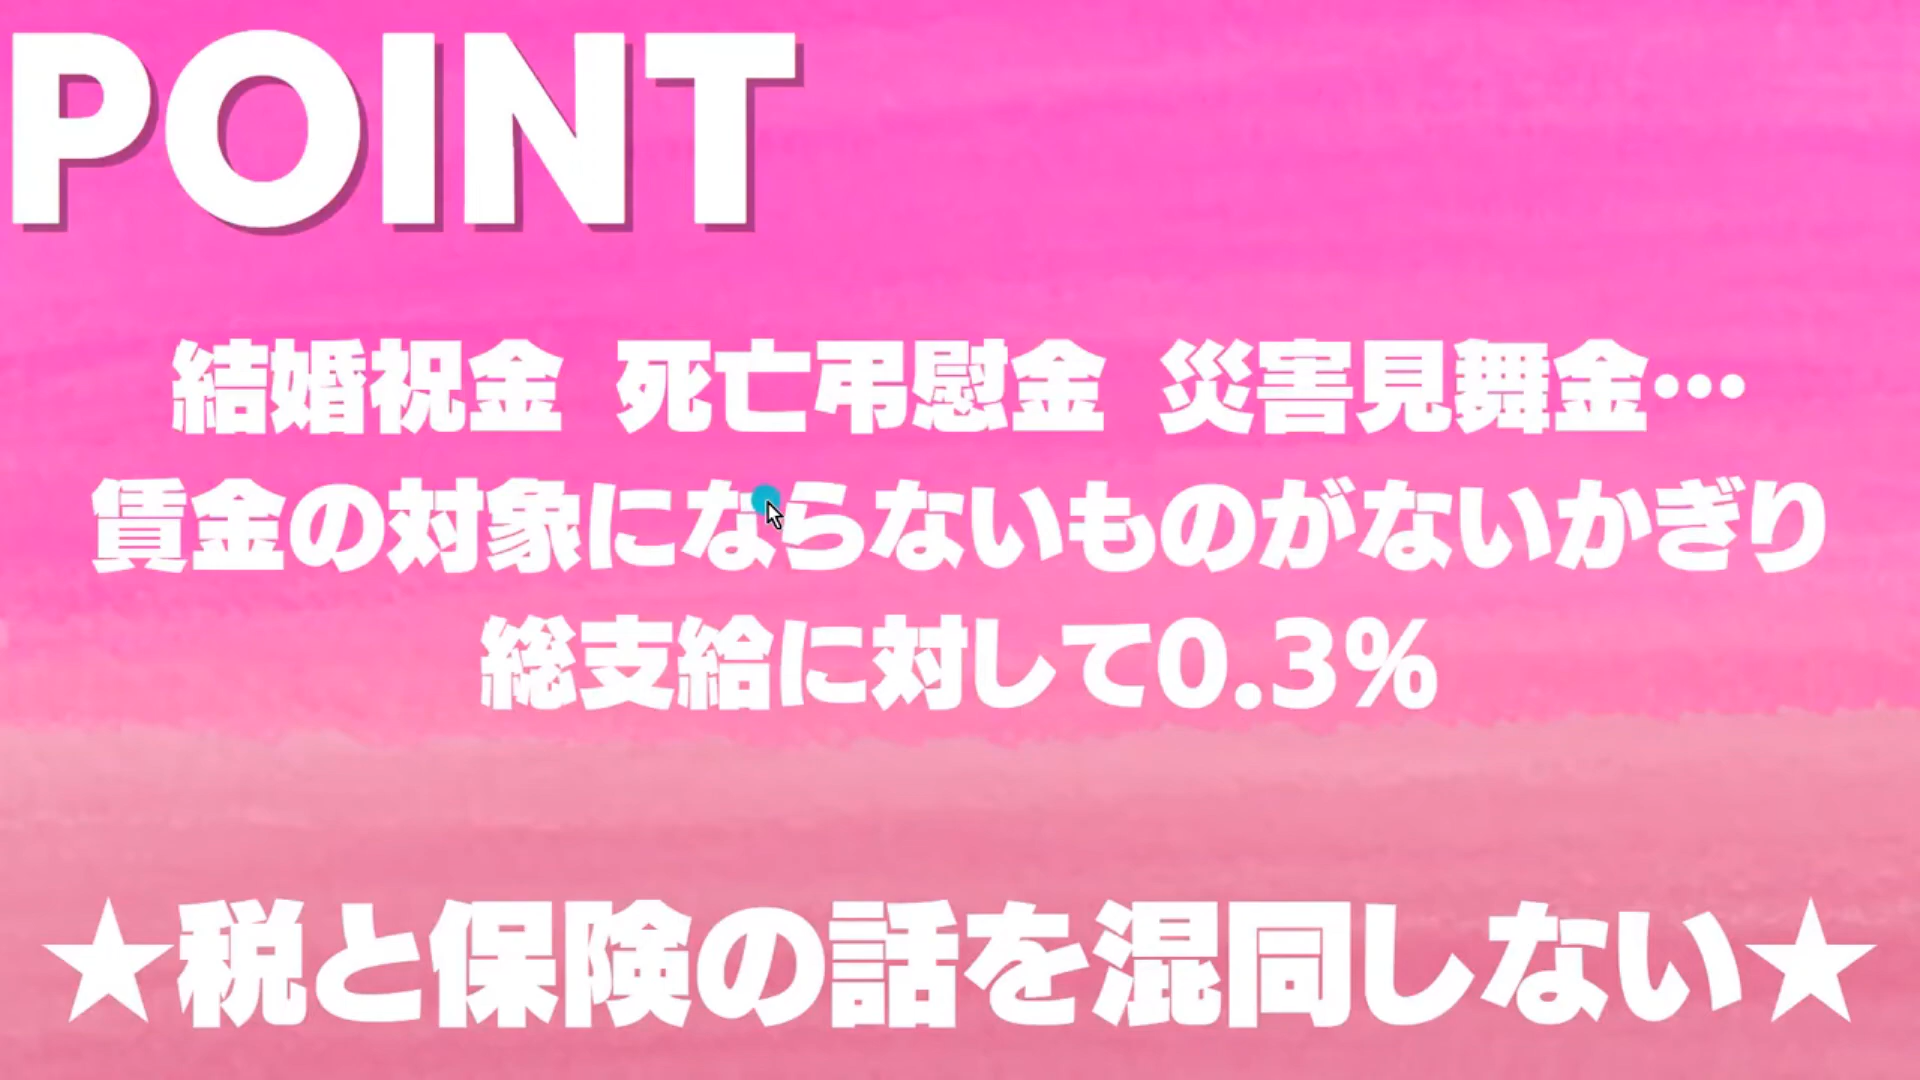 POINT
結婚祝金 死亡弔慰金 災害見舞金…
賃金の対象にならないものがないかぎり
総支給に対して0.3%
★税と保険の話を混同しない★